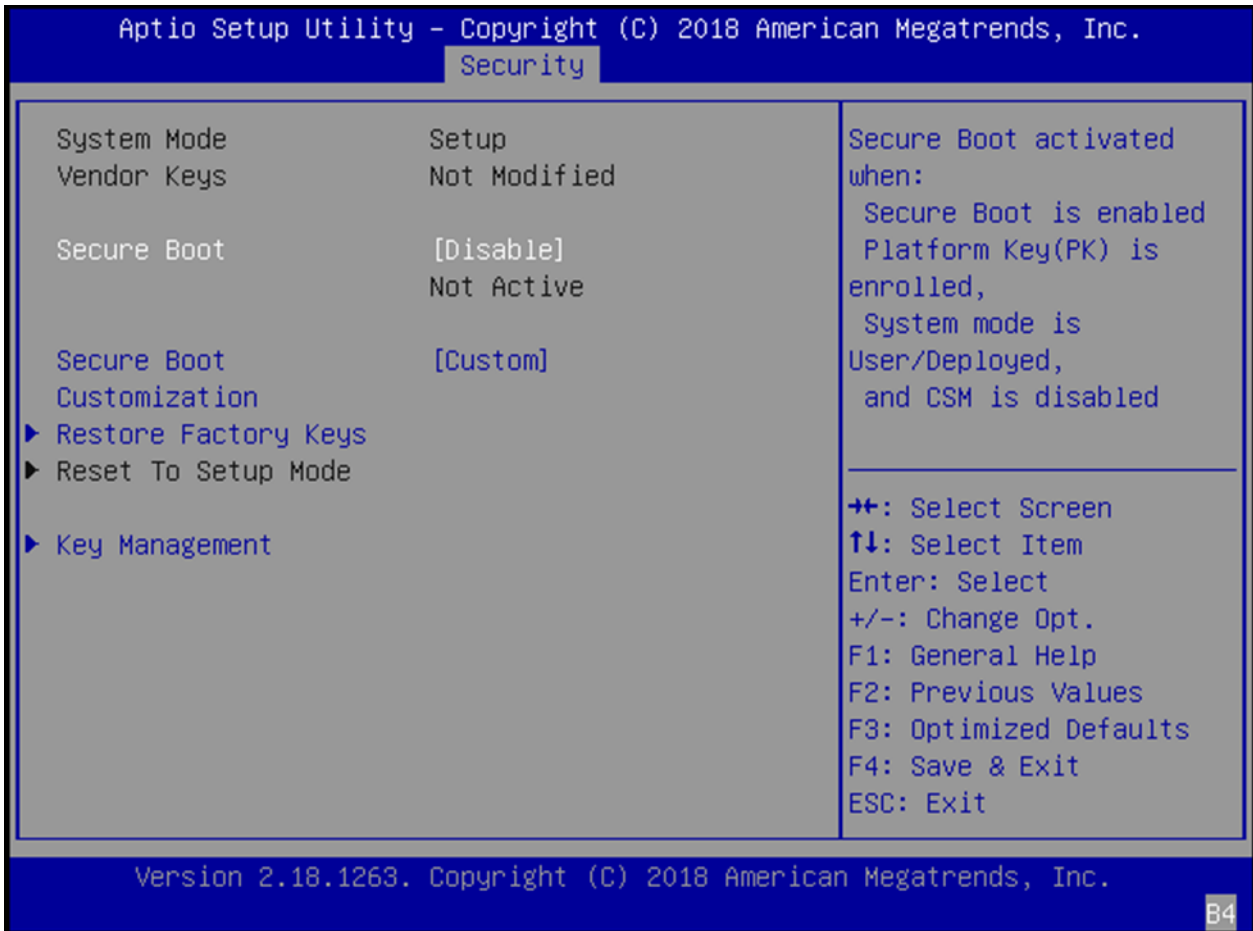 Aptio Setup Utility – Copyright (C) 2018 American Megatrends, Inc.
Security
System Mode Setup
Vendor Keys Not Modified
Secure Boot [Disable]
Not Active
Secure Boot [Custom]
Customization
Restore Factory Keys
Reset To Setup Mode
Key Management
Secure Boot activated
when:
Secure Boot is enabled
Platform Key(PK) is
enrolled,
System mode is
User/Deployed,
and CSM is disabled
→←: Select Screen
↑↓: Select Item
Enter: Select
+/-: Change Opt.
F1: General Help
F2: Previous Values
F3: Optimized Defaults
F4: Save & Exit
ESC: Exit
Version 2.18.1263. Copyright (C) 2018 American Megatrends, Inc.
B4